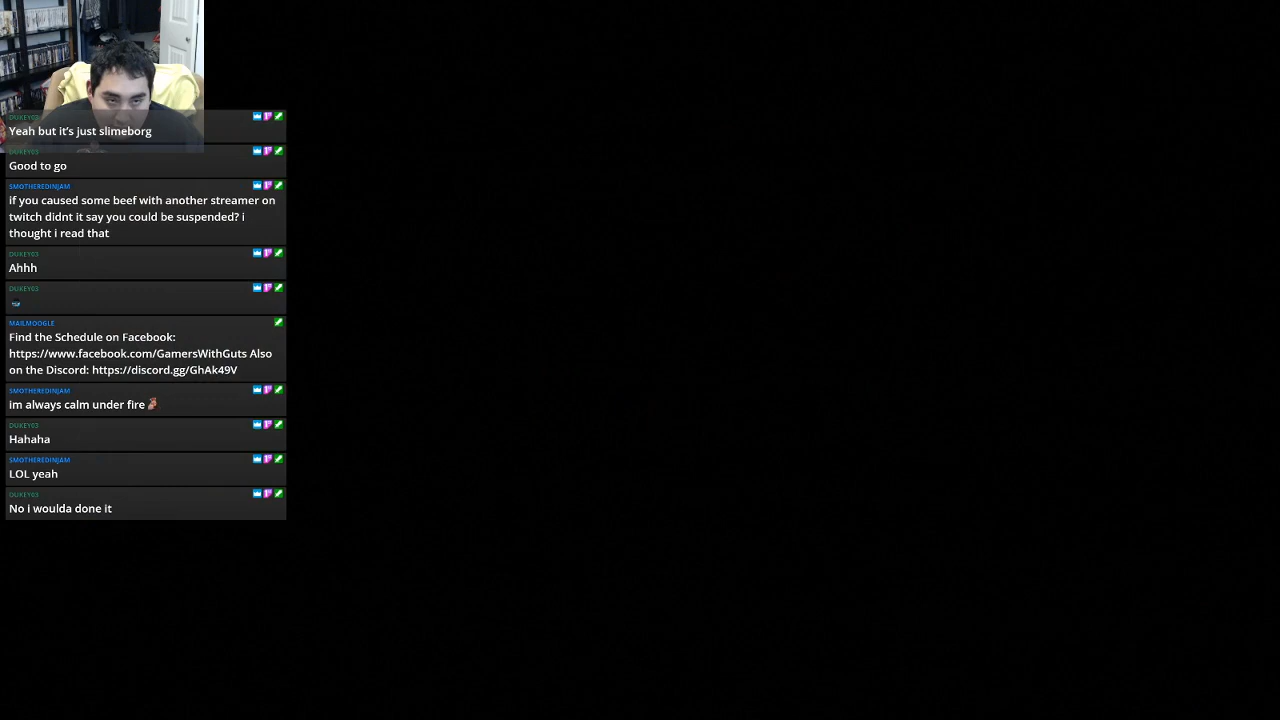 DUKEY03
Yeah but it's just slimeborg
DUKEY03
Good to go
SMOTHEREDINJAM
if you caused some beef with another streamer on
twitch didnt it say you could be suspended? i
thought i read that
DUKEY03
Ahhh
DUKEY03
MAILMOOGLE
Find the Schedule on Facebook:
https://www.facebook.com/GamersWithGuts Also
on the Discord: https://discord.gg/GhAk49V
SMOTHEREDINJAM
im always calm under fire
DUKEY03
Hahaha
SMOTHEREDINJAM
LOL yeah
DUKEY03
No i woulda done it